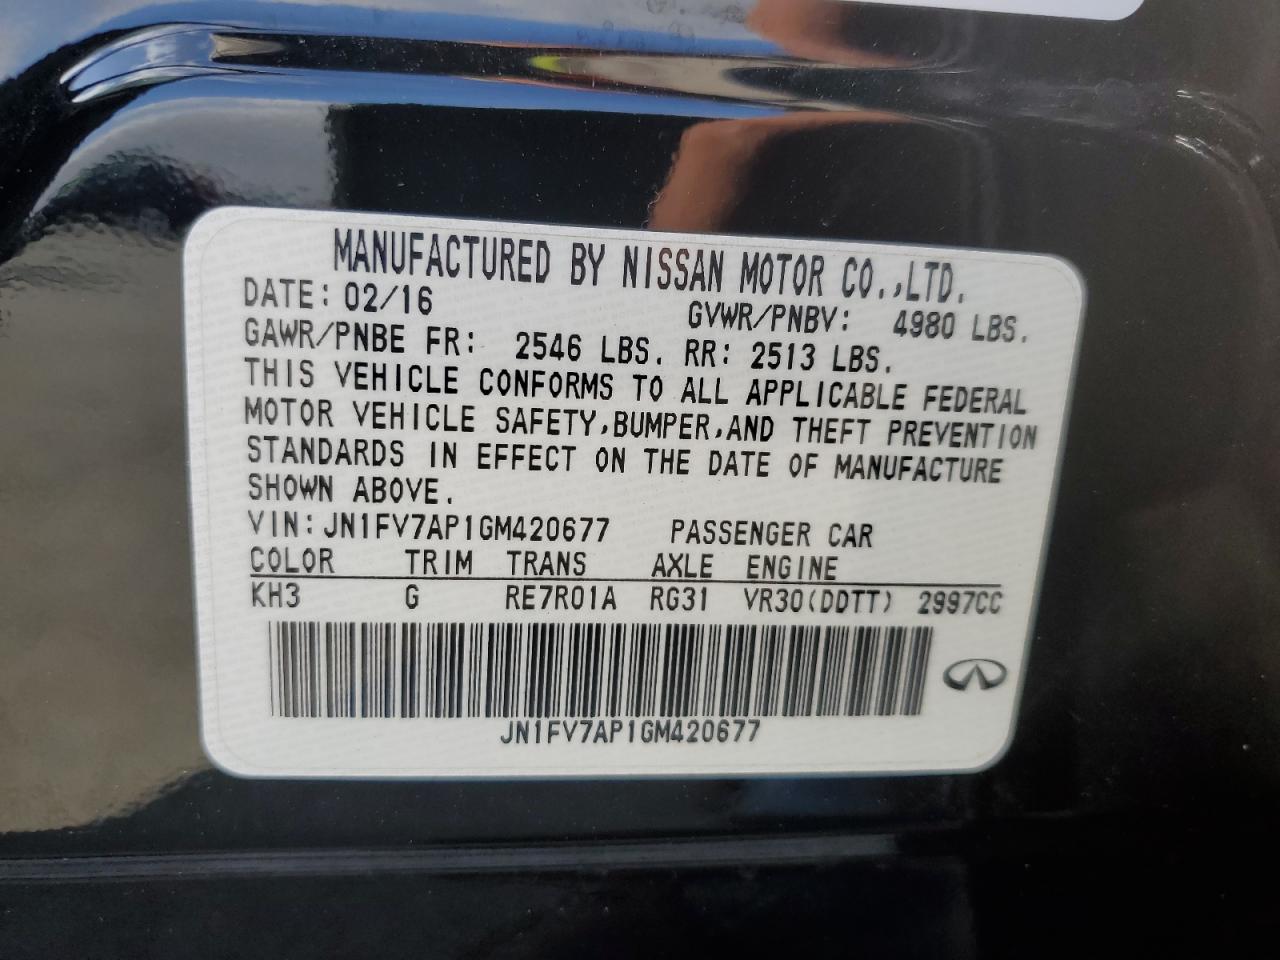 MANUFACTURED BY NISSAN MOTOR CO.,LTD.
DATE: 02/16 GVWR/PNBV: 4980 LBS.
GAWR/PNBE FR: 2546 LBS. RR: 2513 LBS.
THIS VEHICLE CONFORMS TO ALL APPLICABLE FEDERAL
MOTOR VEHICLE SAFETY,BUMPER,AND THEFT PREVENTION
STANDARDS IN EFFECT ON THE DATE OF MANUFACTURE
SHOWN ABOVE.
VIN: JN1FV7AP1GM420677 PASSENGER CAR
COLOR TRIM TRANS AXLE ENGINE
KH3 G RE7R01A RG31 VR30(DDTT) 2997CC
JN1FV7AP1GM420677